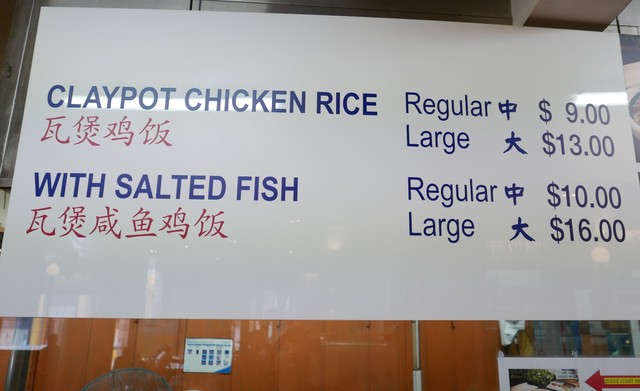 CLAYPOT CHICKEN RICE Regular 中 $ 9.00
瓦煲鸡饭 Large 大 $13.00
WITH SALTED FISH Regular 中 $10.00
瓦煲咸鱼鸡饭 Large 大 $16.00